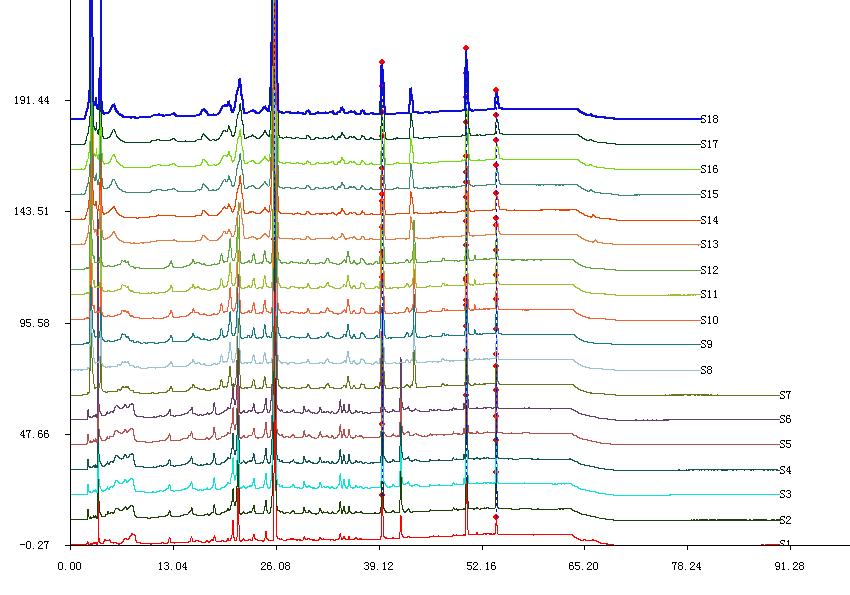 191.44
S18
S17
S16
S15
143.51
S14
S13
S12
S11
S10
95.58
S9
S8
S7
S6
47.66
S5
S4
S3
S2
-0.27
S1
0.00 13.04 26.08 39.12 52.16 65.20 78.24 91.28